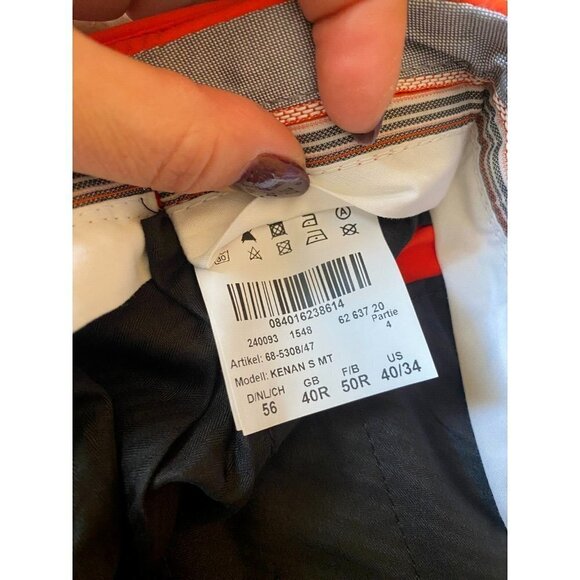 30
A
084016238614
240093 1548 62 637 20
Artikel: 68-5308/47 Partie
Modell: KENAN S MT 4
D/NL/CH GB F/B US
56 40R 50R 40/34